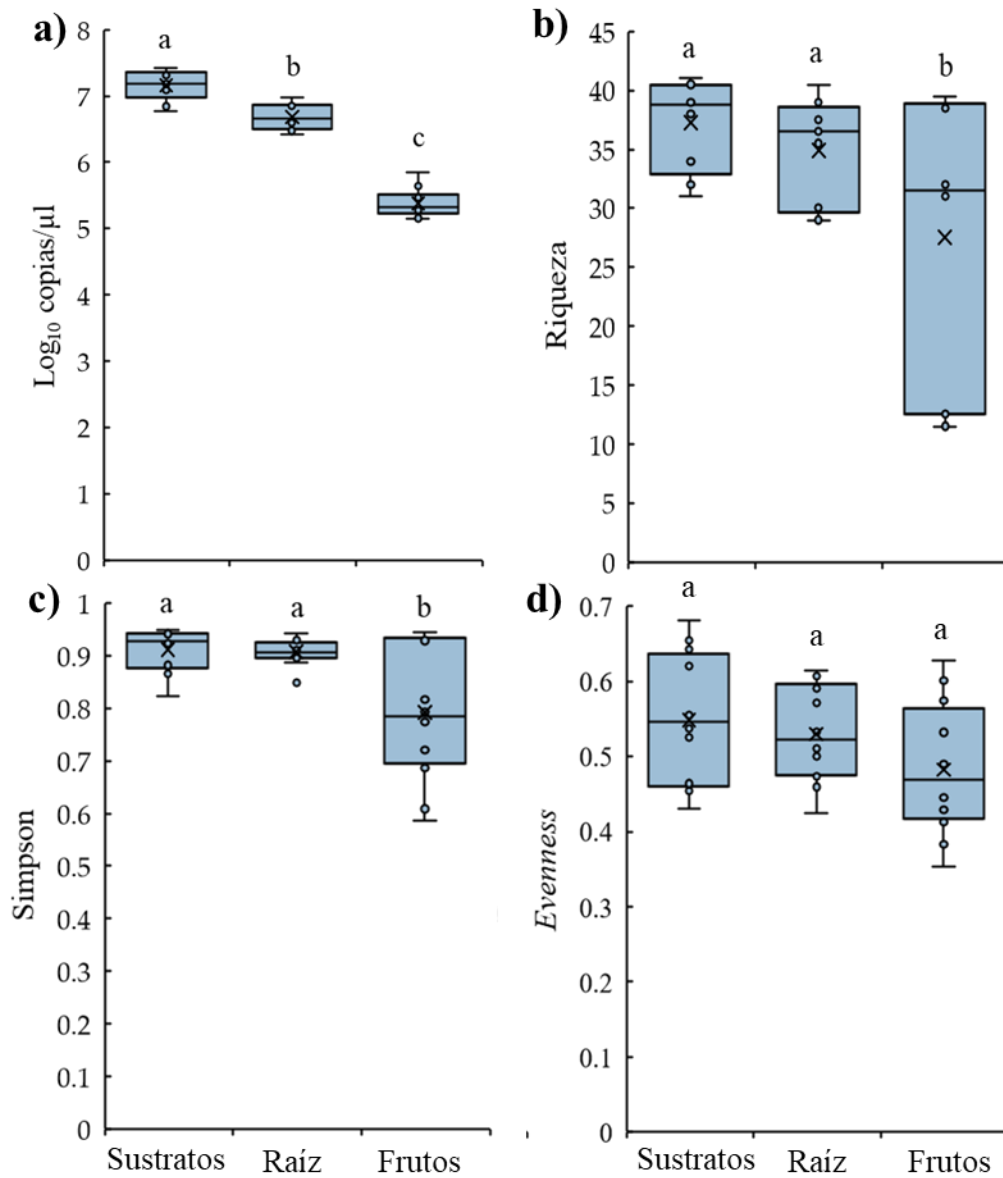 a)
Log₁₀ copias/µl
8
7
6
5
4
3
2
1
0
a
b
c
b)
Riqueza
45
40
35
30
25
20
15
10
5
0
a
a
b
c)
Simpson
1
0.9
0.8
0.7
0.6
0.5
0.4
0.3
0.2
0.1
0
a
a
b
Sustratos
Raíz
Frutos
d)
Evenness
0.7
0.6
0.5
0.4
0.3
0.2
0.1
0
a
a
a
Sustratos
Raíz
Frutos